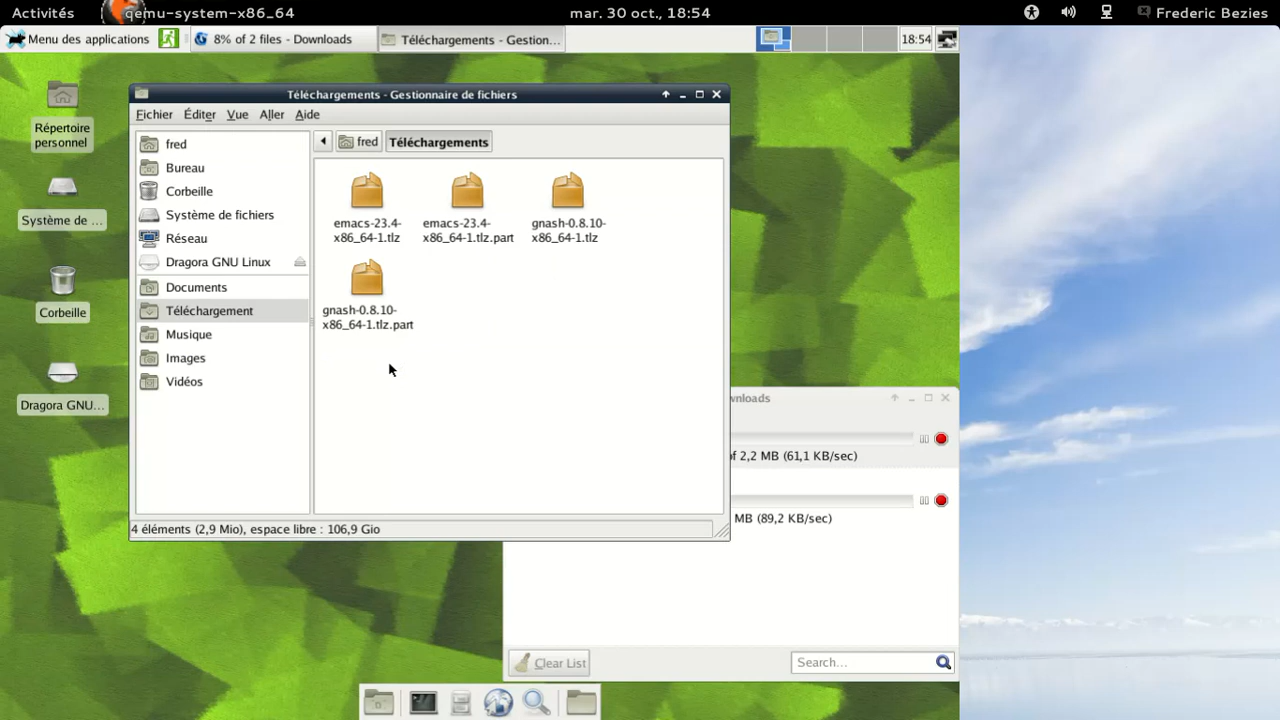 Activités
qemu-system-x86_64
mar. 30 oct., 18:54
Frederic Bezies
Menu des applications
8% of 2 files - Downloads
Téléchargements - Gestion...
18:54
Répertoire
personnel
Système de ...
Corbeille
Dragora GNU...
Téléchargements - Gestionnaire de fichiers
Fichier
Éditer
Vue
Aller
Aide
fred
Bureau
Corbeille
Système de fichiers
Réseau
Dragora GNU Linux
Documents
Téléchargement
Musique
Images
Vidéos
fred
Téléchargements
emacs-23.4-
x86_64-1.tlz
emacs-23.4-
x86_64-1.tlz.part
gnash-0.8.10-
x86_64-1.tlz
gnash-0.8.10-
x86_64-1.tlz.part
4 éléments (2,9 Mio), espace libre : 106,9 Gio
wnloads
of 2,2 MB (61,1 KB/sec)
MB (89,2 KB/sec)
Clear List
Search...